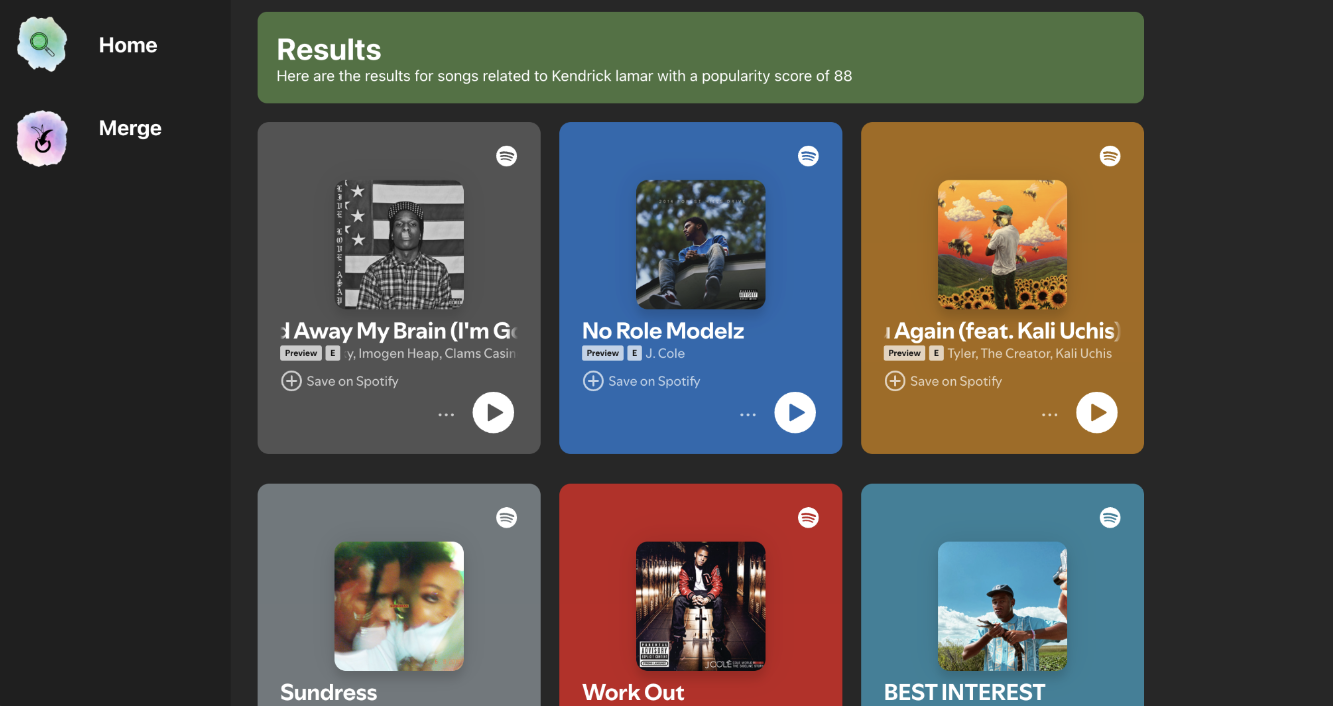 Home
Merge
Results
Here are the results for songs related to Kendrick lamar with a popularity score of 88
Away My Brain (I'm
Preview E Imogen Heap, Clams
Save on Spotify
No Role Modelz
Preview E J. Cole
Save on Spotify
Again (feat. Kali Uchis)
Preview E Tyler, The Creator, Kali Uchis
Save on Spotify
Sundress
Work Out
BEST INTEREST